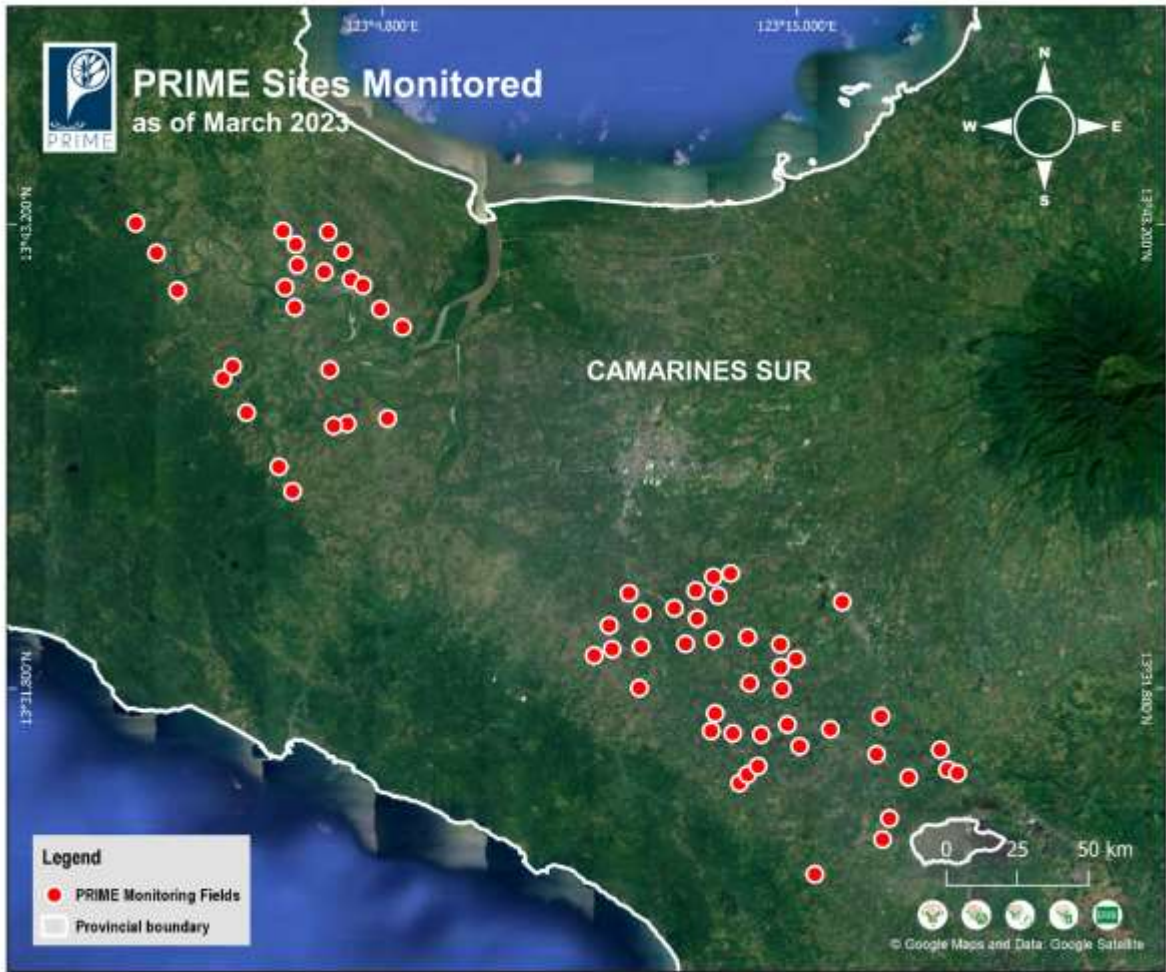 123°4.800'E
123°15.000'E
PRIME Sites Monitored
as of March 2023
PRIME
N
W
E
S
13°43.200'N
13°43.200'N
CAMARINES SUR
13°31.800'N
13°31.800'N
Legend
PRIME Monitoring Fields
Provincial boundary
0 25 50 km
© Google Maps and Data: Google Satellite